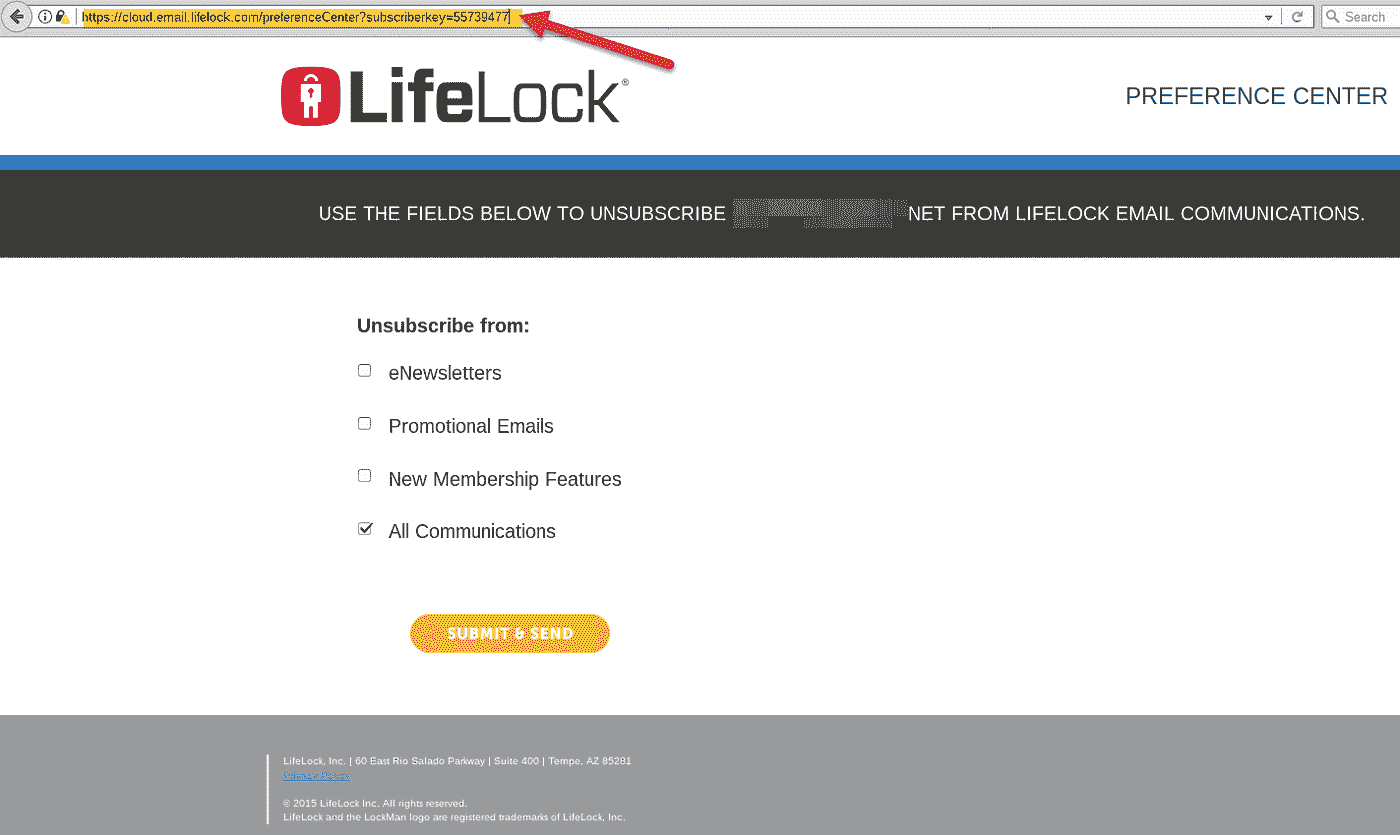 https://cloud.email.lifelock.com/preferenceCenter?subscriberkey=55739477
Search
LifeLock®
PREFERENCE CENTER
USE THE FIELDS BELOW TO UNSUBSCRIBE NET FROM LIFELOCK EMAIL COMMUNICATIONS.
Unsubscribe from:
eNewsletters
Promotional Emails
New Membership Features
All Communications
SUBMIT & SEND
LifeLock, Inc. | 60 East Rio Salado Parkway | Suite 400 | Tempe, AZ 85281
Privacy Policy
© 2015 LifeLock Inc. All rights reserved.
LifeLock and the LockMan logo are registered trademarks of LifeLock, Inc.